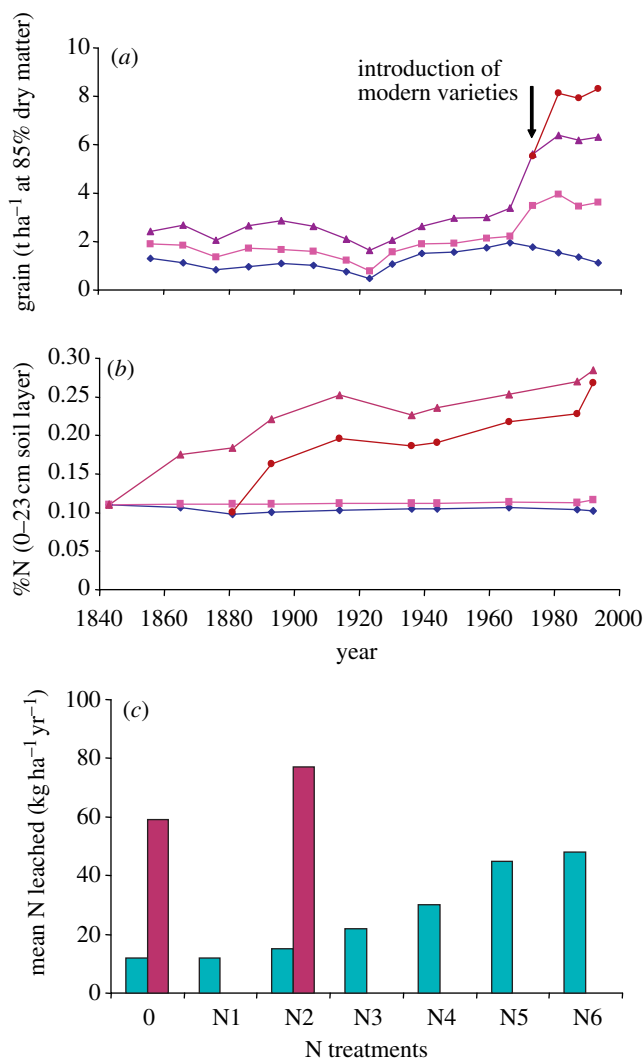 (a)
introduction of
modern varieties
grain (t ha⁻¹ at 85% dry matter)
10
8
6
4
2
0
(b)
%N (0–23 cm soil layer)
0.30
0.25
0.20
0.15
0.10
0.05
0
1840 1860 1880 1900 1920 1940 1960 1980 2000
year
(c)
mean N leached (kg ha⁻¹ yr⁻¹)
100
80
60
40
20
0
0 N1 N2 N3 N4 N5 N6
N treatments